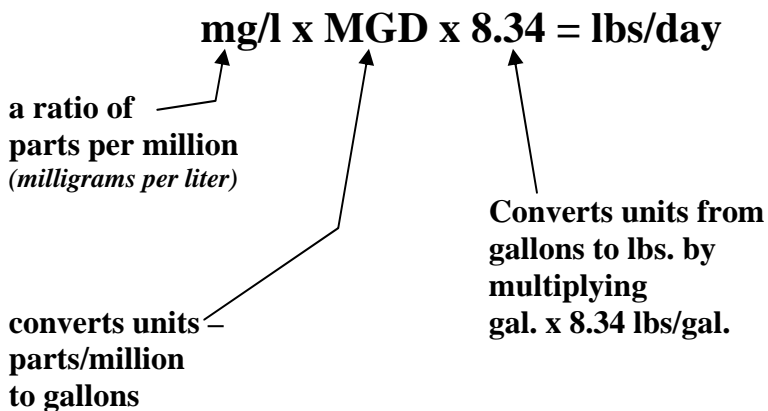 mg/l x MGD x 8.34 = lbs/day
a ratio of
parts per million
(milligrams per liter)
Converts units from
gallons to lbs. by
multiplying
gal. x 8.34 lbs/gal.
converts units –
parts/million
to gallons